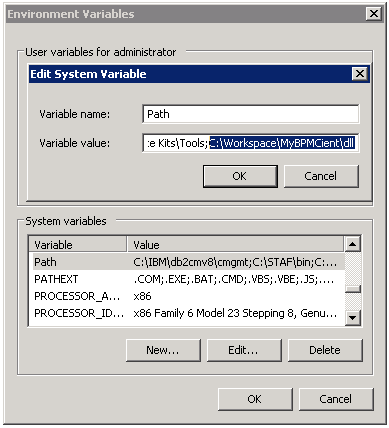 Environment Variables
User variables for administrator
Edit System Variable
Variable name: Path
Variable value: :e Kits\Tools;C:\Workspace\MyBPMCient\dll
OK Cancel
System variables
Variable Value
Path C:\IBM\db2cmv8\cmgmt;C:\STAF\bin;C:...
PATHEXT .COM;.EXE;.BAT;.CMD;.VBS;.VBE;.JS;....
PROCESSOR_A... x86
PROCESSOR_ID... x86 Family 6 Model 23 Stepping 8, Genu...
New... Edit... Delete
OK Cancel